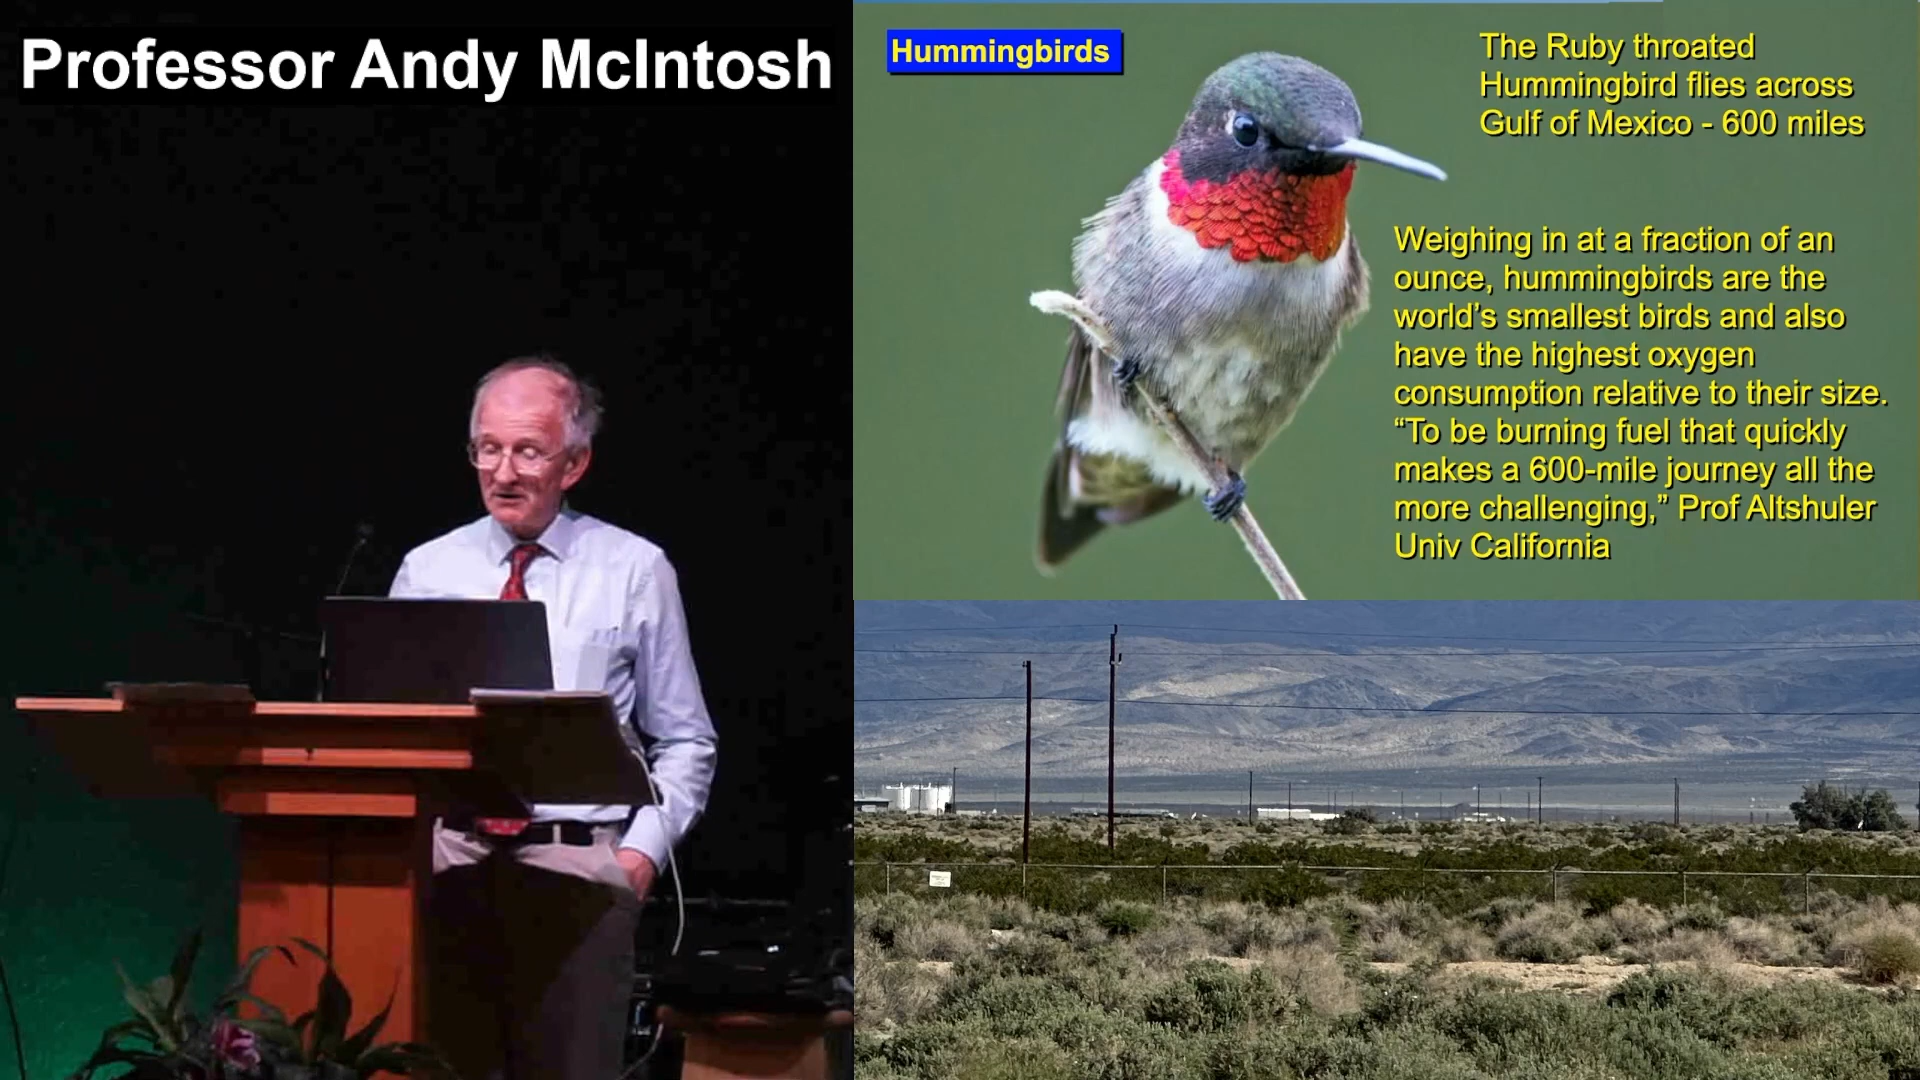 Professor Andy McIntosh
Hummingbirds
The Ruby throated
Hummingbird flies across
Gulf of Mexico - 600 miles
Weighing in at a fraction of an
ounce, hummingbirds are the
world’s smallest birds and also
have the highest oxygen
consumption relative to their size.
“To be burning fuel that quickly
makes a 600-mile journey all the
more challenging,” Prof Altshuler
Univ California